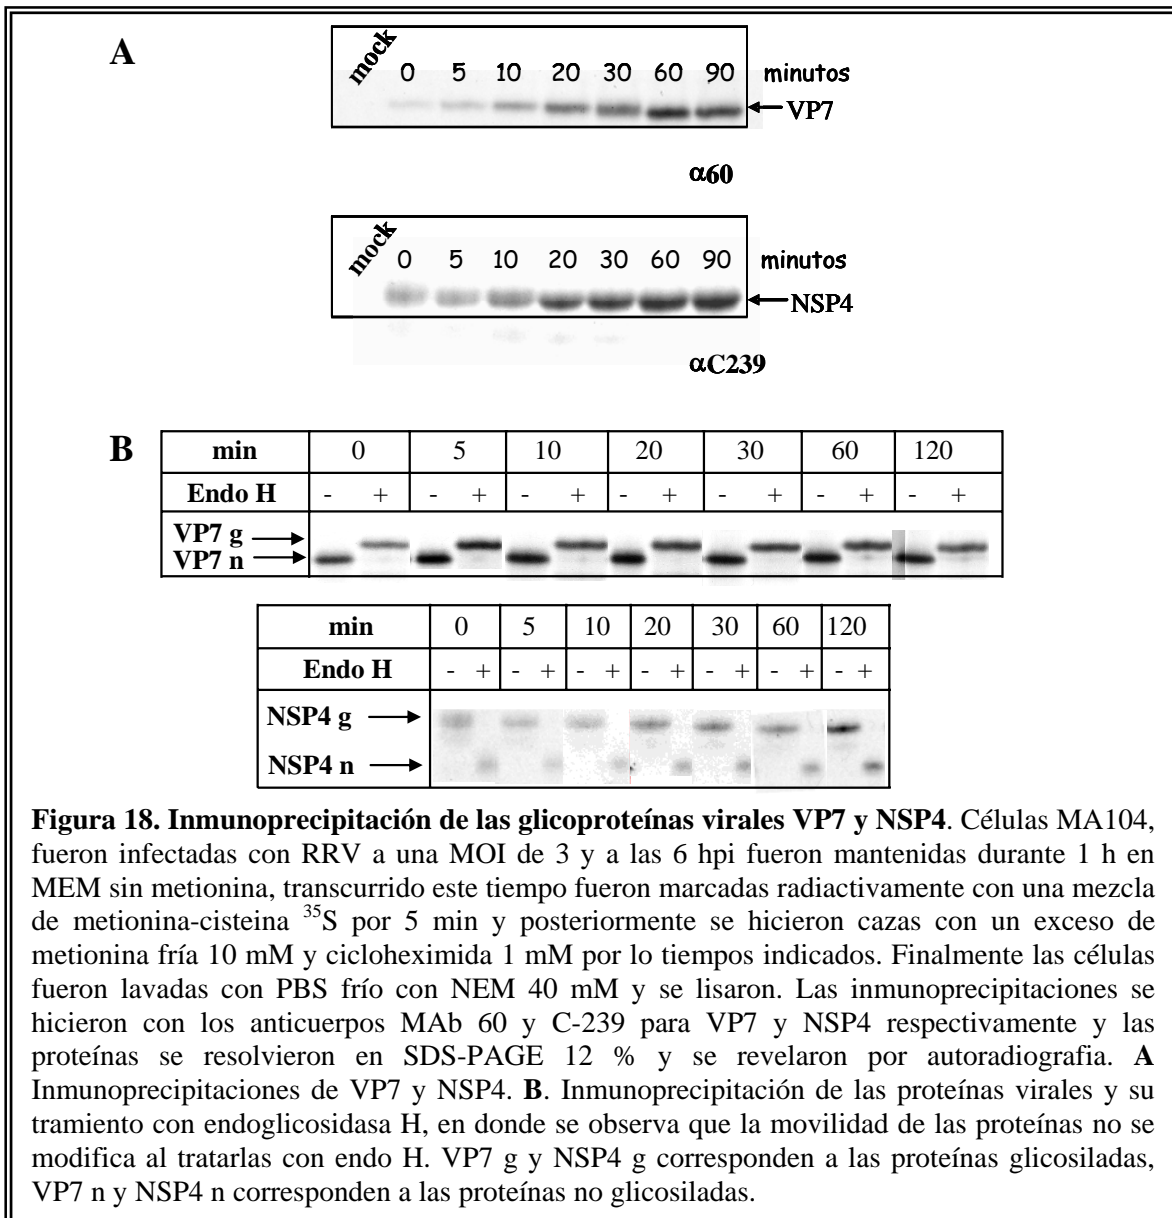 A
mock 0 5 10 20 30 60 90 minutos
VP7
α60
mock 0 5 10 20 30 60 90 minutos
NSP4
αC239
B
min 0 5 10 20 30 60 120
Endo H - + - + - + - + - + - + - +
VP7 g
VP7 n
min 0 5 10 20 30 60 120
Endo H - + - + - + - + - + - + - +
NSP4 g
NSP4 n
Figura 18. Inmunoprecipitación de las glicoproteínas virales VP7 y NSP4. Células MA104,
fueron infectadas con RRV a una MOI de 3 y a las 6 hpi fueron mantenidas durante 1 h en
MEM sin metionina, transcurrido este tiempo fueron marcadas radiactivamente con una mezcla
de metionina-cisteina ³⁵S por 5 min y posteriormente se hicieron cazas con un exceso de
metionina fría 10 mM y cicloheximida 1 mM por lo tiempos indicados. Finalmente las células
fueron lavadas con PBS frío con NEM 40 mM y se lisaron. Las inmunoprecipitaciones se
hicieron con los anticuerpos MAb 60 y C-239 para VP7 y NSP4 respectivamente y las
proteínas se resolvieron en SDS-PAGE 12 % y se revelaron por autoradiografia. A
Inmunoprecipitaciones de VP7 y NSP4. B. Inmunoprecipitación de las proteínas virales y su
tramiento con endoglicosidasa H, en donde se observa que la movilidad de las proteínas no se
modifica al tratarlas con endo H. VP7 g y NSP4 g corresponden a las proteínas glicosiladas,
VP7 n y NSP4 n corresponden a las proteínas no glicosiladas.